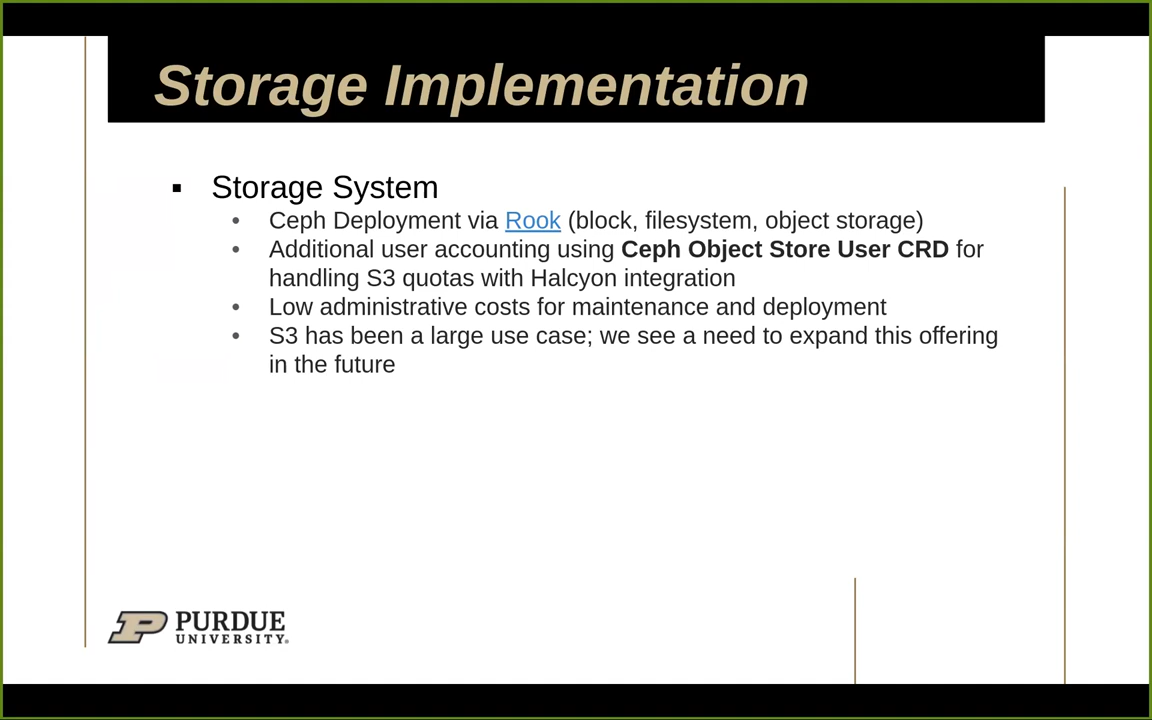 Storage Implementation
▪ Storage System
• Ceph Deployment via Rook (block, filesystem, object storage)
• Additional user accounting using Ceph Object Store User CRD for
handling S3 quotas with Halcyon integration
• Low administrative costs for maintenance and deployment
• S3 has been a large use case; we see a need to expand this offering
in the future
PURDUE
UNIVERSITY®